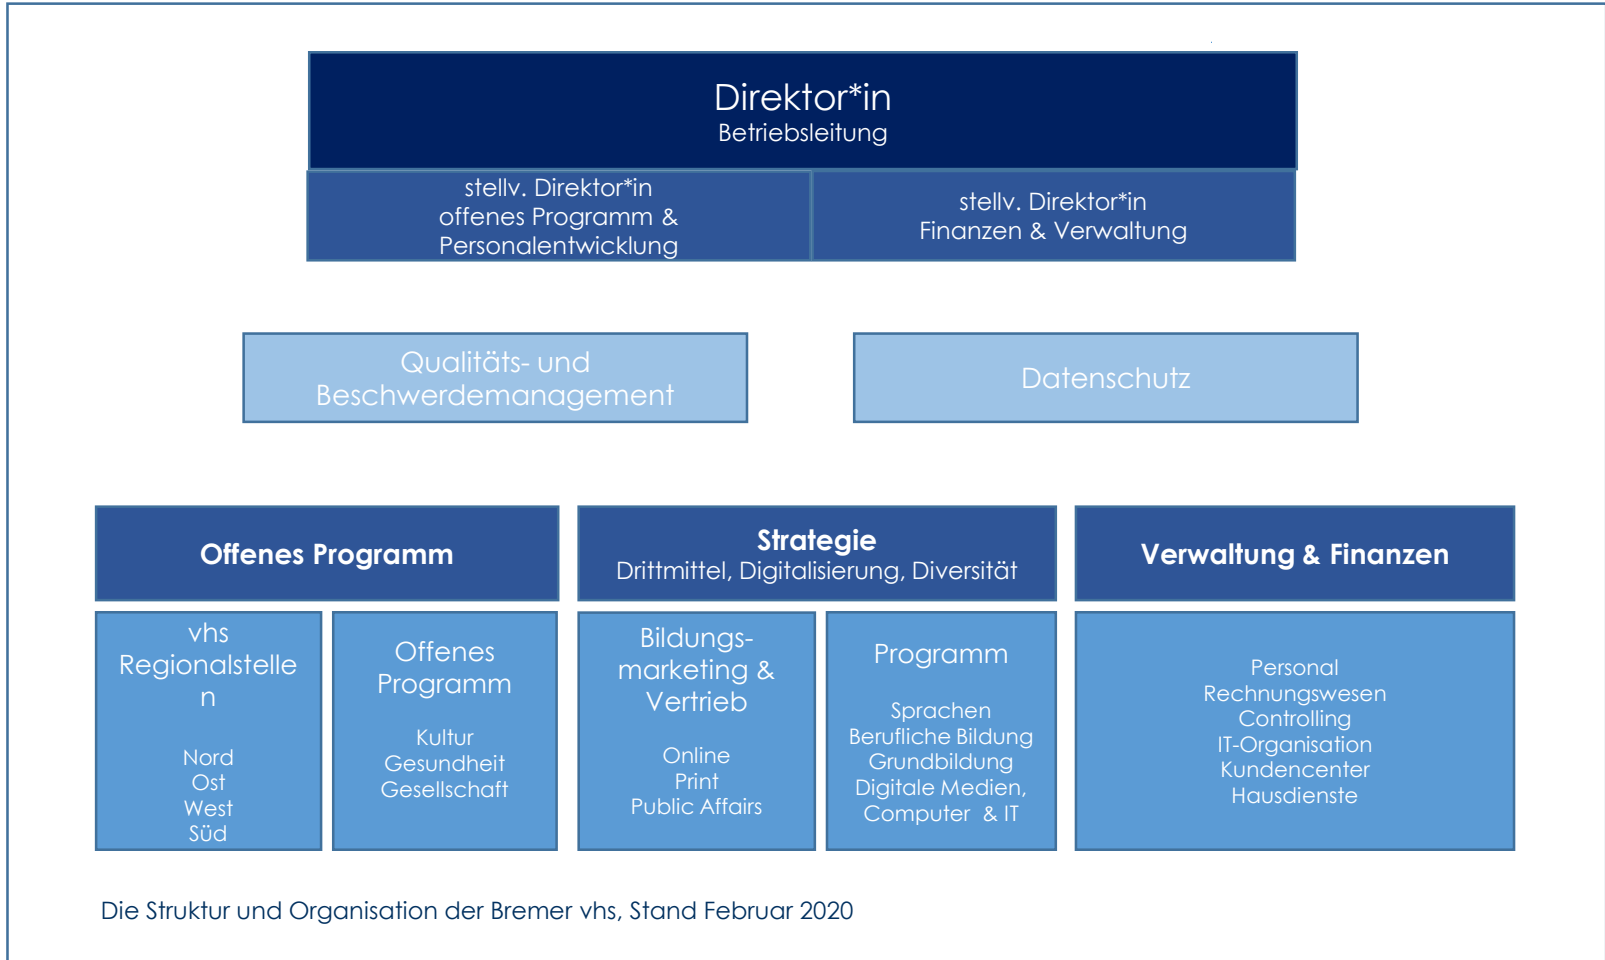 Direktor*in
Betriebsleitung
stellv. Direktor*in
offenes Programm &
Personalentwicklung
stellv. Direktor*in
Finanzen & Verwaltung
Qualitäts- und
Beschwerdemanagement
Datenschutz
Offenes Programm
Strategie
Drittmittel, Digitalisierung, Diversität
Verwaltung & Finanzen
vhs
Regionalstelle
n
Nord
Ost
West
Süd
Offenes
Programm
Kultur
Gesundheit
Gesellschaft
Bildungs-
marketing &
Vertrieb
Online
Print
Public Affairs
Programm
Sprachen
Berufliche Bildung
Grundbildung
Digitale Medien,
Computer & IT
Personal
Rechnungswesen
Controlling
IT-Organisation
Kundencenter
Hausdienste
Die Struktur und Organisation der Bremer vhs, Stand Februar 2020